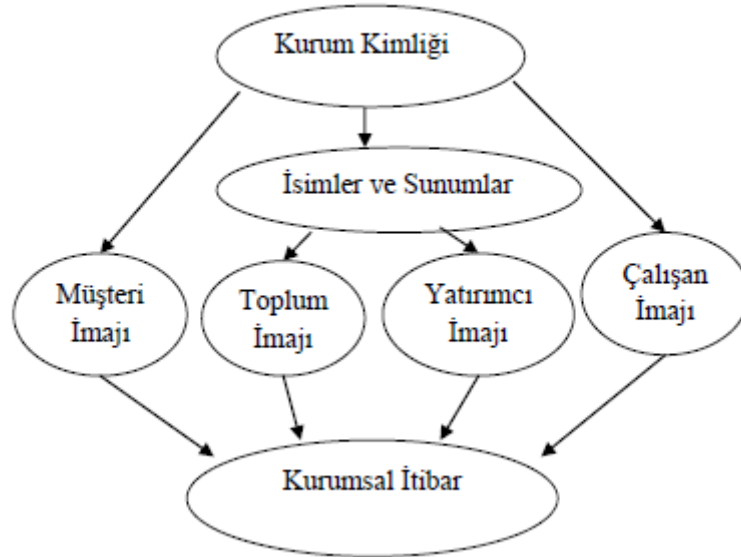 Kurum Kimliği
İsimler ve Sunumlar
Müşteri
İmajı
Toplum
İmajı
Yatırımcı
İmajı
Çalışan
İmajı
Kurumsal İtibar